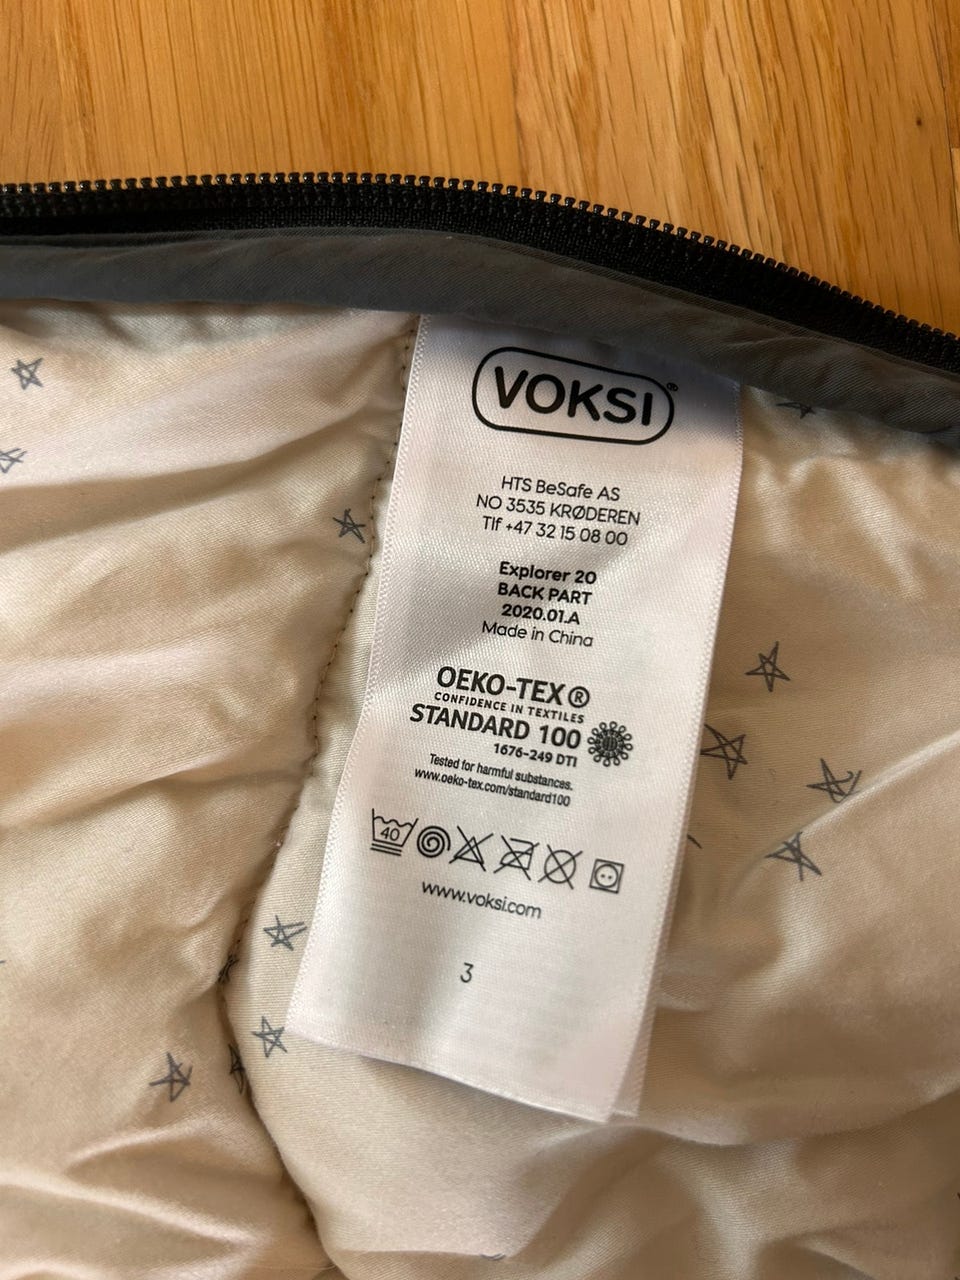 VOKSI®
HTS BeSafe AS
NO 3535 KRØDEREN
Tlf +47 32 15 08 00
Explorer 20
BACK PART
2020.01.A
Made in China
OEKO-TEX®
CONFIDENCE IN TEXTILES
STANDARD 100
1676-249 DTI
Tested for harmful substances.
www.oeko-tex.com/standard100
40
www.voksi.com
3